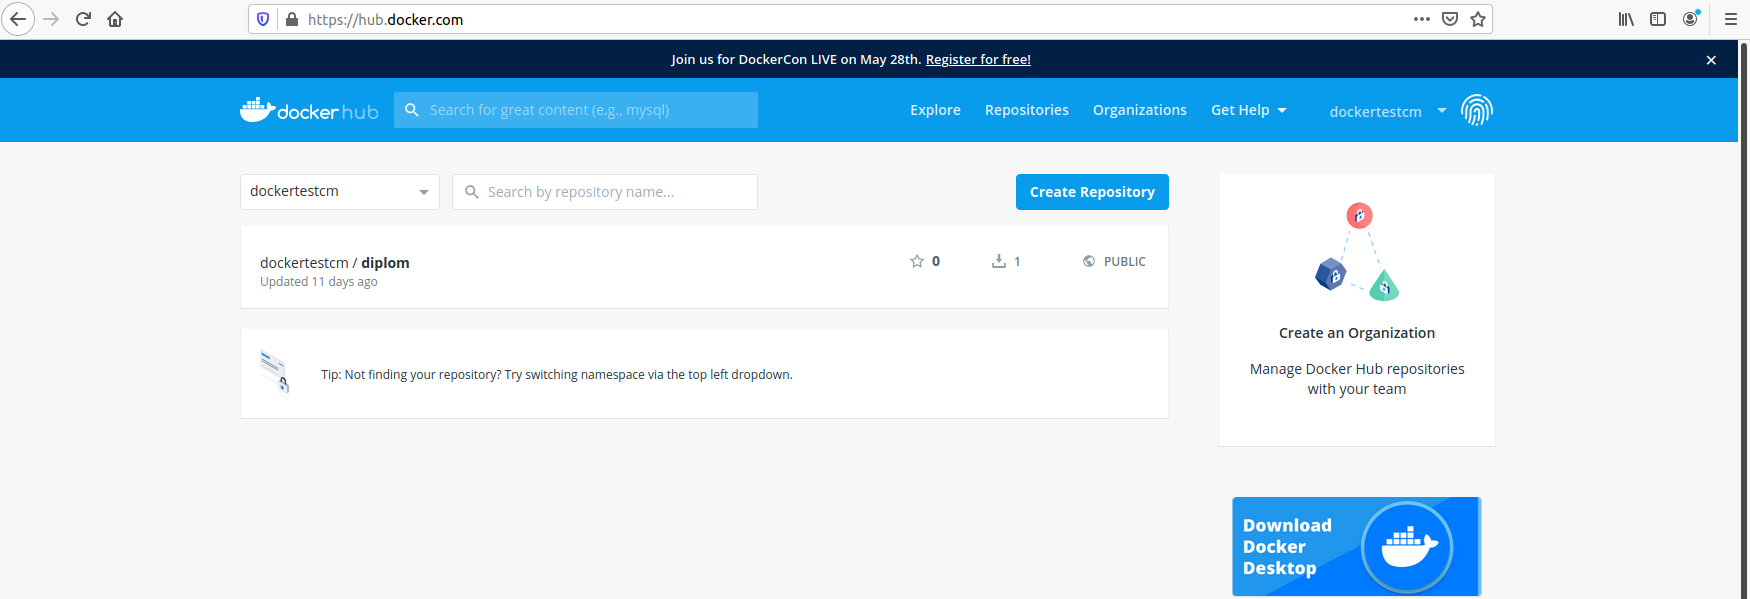 https://hub.docker.com
Join us for DockerCon LIVE on May 28th. Register for free!
docker hub
Search for great content (e.g., mysql)
Explore
Repositories
Organizations
Get Help
dockertestcm
dockertestcm
Search by repository name...
Create Repository
dockertestcm / diplom
0
1
PUBLIC
Updated 11 days ago
Tip: Not finding your repository? Try switching namespace via the top left dropdown.
Create an Organization
Manage Docker Hub repositories
with your team
Download
Docker
Desktop